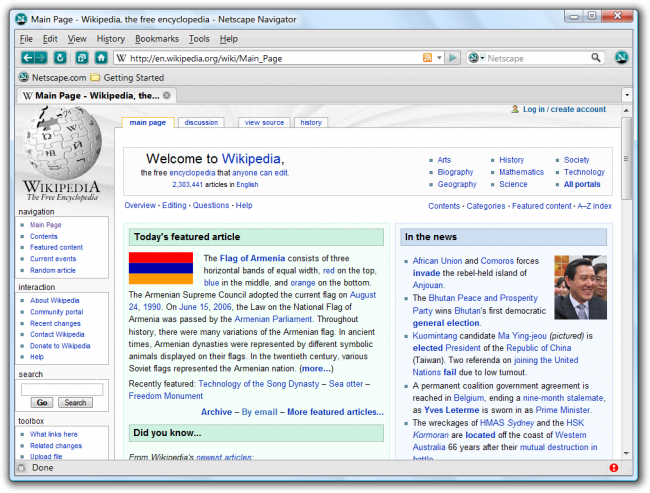 Main Page - Wikipedia, the free encyclopedia - Netscape Navigator
File Edit View History Bookmarks Tools Help
http://en.wikipedia.org/wiki/Main_Page
Netscape
Netscape.com Getting Started
Main Page - Wikipedia, the...
Log in / create account
main page discussion view source history
WIKIPEDIA
The Free Encyclopedia
navigation
Main Page
Contents
Featured content
Current events
Random article
interaction
About Wikipedia
Community portal
Recent changes
Contact Wikipedia
Donate to Wikipedia
Help
search
Go Search
toolbox
What links here
Related changes
Upload file
Welcome to Wikipedia,
the free encyclopedia that anyone can edit.
2,303,441 articles in English
Arts
Biography
Geography
History
Mathematics
Science
Society
Technology
All portals
Overview · Editing · Questions · Help
Contents · Categories · Featured content · A–Z index
Today's featured article
The Flag of Armenia consists of three
horizontal bands of equal width, red on the top,
blue in the middle, and orange on the bottom.
The Armenian Supreme Council adopted the current flag on August
24, 1990. On June 15, 2006, the Law on the National Flag of
Armenia was passed by the Armenian Parliament. Throughout
history, there were many variations of the Armenian flag. In ancient
times, Armenian dynasties were represented by different symbolic
animals displayed on their flags. In the twentieth century, various
Soviet flags represented the Armenian nation. (more...)
Recently featured: Technology of the Song Dynasty – Sea otter –
Freedom Monument
Archive – By email – More featured articles...
Did you know...
From Wikipedia's newest articles:
In the news
African Union and Comoros forces
invade the rebel-held island of
Anjouan.
The Bhutan Peace and Prosperity
Party wins Bhutan's first democratic
general election.
Kuomintang candidate Ma Ying-jeou (pictured) is
elected President of the Republic of China
(Taiwan). Two referenda on joining the United
Nations fail due to low turnout.
A permanent coalition government agreement is
reached in Belgium, ending a nine-month stalemate,
as Yves Leterme is sworn in as Prime Minister.
The wreckages of HMAS Sydney and the HSK
Kormoran are located off the coast of Western
Australia 66 years after their mutual destruction in
battle.
Done